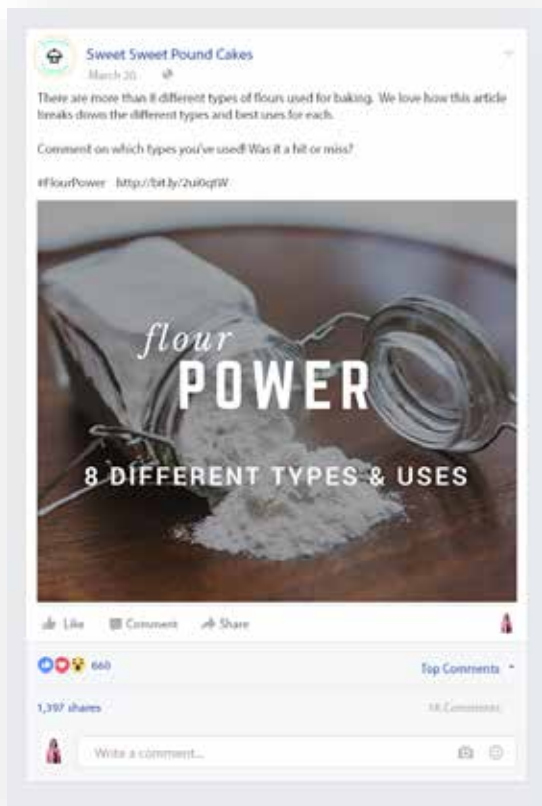 Sweet Sweet Pound Cakes
March 20
There are more than 8 different types of flours used for baking. We love how this article
breaks down the different types and best uses for each.
Comment on which types you've used! Was it a hit or miss?
#FlourPower http://bit.ly/2ui0qtW
flour
POWER
8 DIFFERENT TYPES & USES
Like Comment Share
660 Top Comments
1,397 shares Comments
Write a comment...